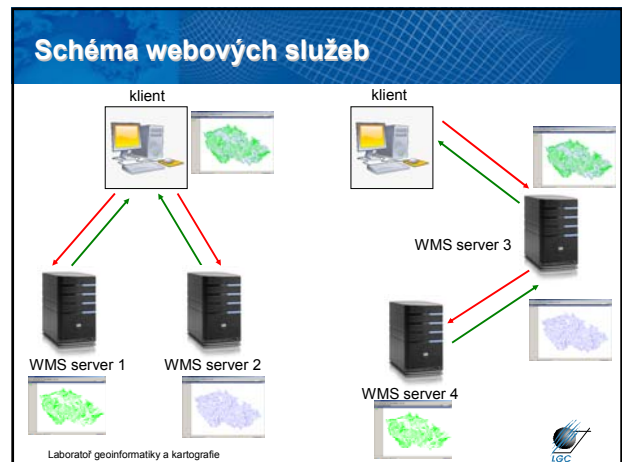 Schéma webových služeb
klient
klient
WMS server 3
WMS server 1
WMS server 2
WMS server 4
Laboratoř geoinformatiky a kartografie
LGC